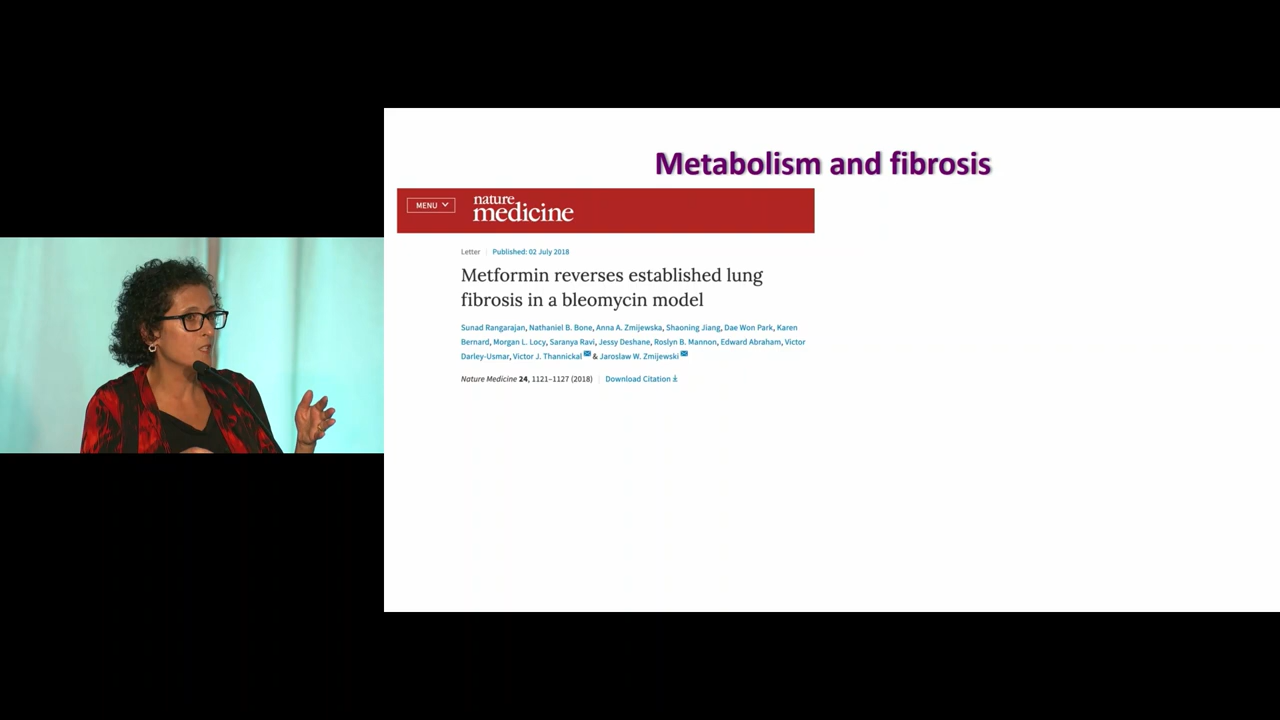 Metabolism and fibrosis
MENU
nature
medicine
Letter | Published: 02 July 2018
Metformin reverses established lung
fibrosis in a bleomycin model
Sunad Rangarajan, Nathaniel B. Bone, Anna A. Zmijewska, Shaoning Jiang, Dae Won Park, Karen
Bernard, Morgan L. Locy, Saranya Ravi, Jessy Deshane, Roslyn B. Mannon, Edward Abraham, Victor
Darley-Usmar, Victor J. Thannickal & Jaroslaw W. Zmijewski
Nature Medicine 24, 1121–1127 (2018) | Download Citation